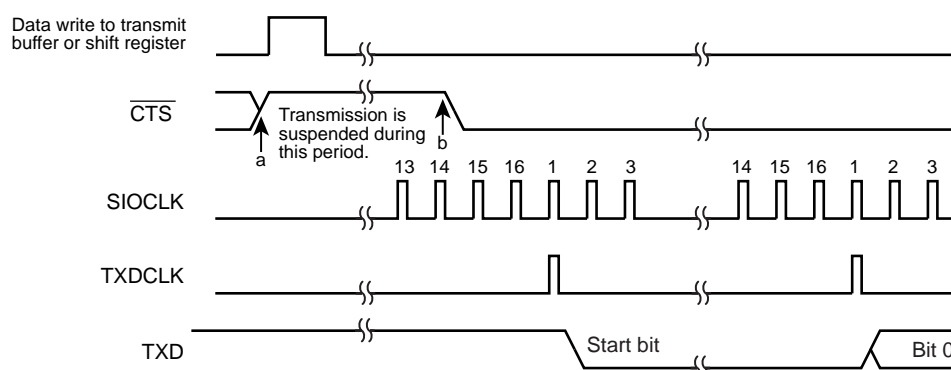 Data write to transmit
buffer or shift register
CTS
Transmission is
suspended during
this period.
a
b
13 14 15 16 1 2 3 14 15 16 1 2 3
SIOCLK
TXDCLK
TXD
Start bit
Bit 0